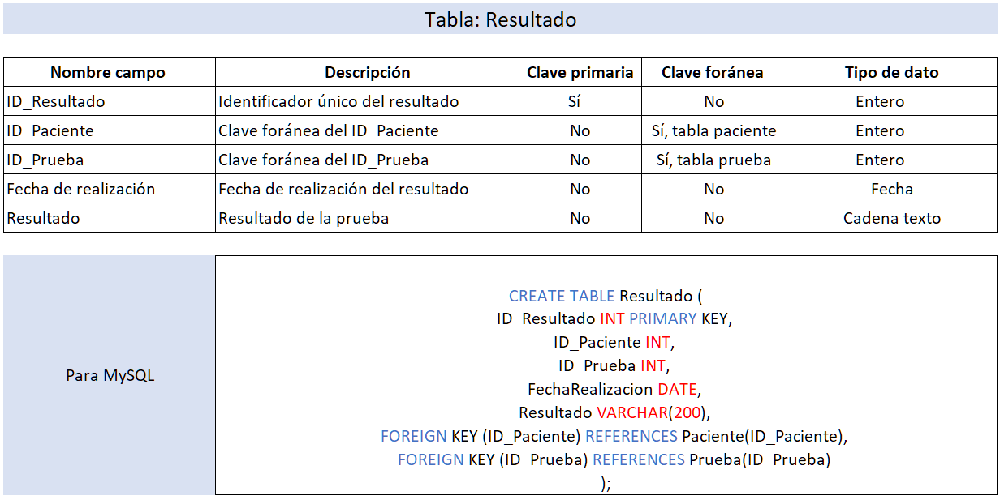 Tabla: Resultado
Nombre campo Descripción Clave primaria Clave foránea Tipo de dato
ID_Resultado Identificador único del resultado Sí No Entero
ID_Paciente Clave foránea del ID_Paciente No Sí, tabla paciente Entero
ID_Prueba Clave foránea del ID_Prueba No Sí, tabla prueba Entero
Fecha de realización Fecha de realización del resultado No No Fecha
Resultado Resultado de la prueba No No Cadena texto
Para MySQL
CREATE TABLE Resultado (
ID_Resultado INT PRIMARY KEY,
ID_Paciente INT,
ID_Prueba INT,
FechaRealizacion DATE,
Resultado VARCHAR(200),
FOREIGN KEY (ID_Paciente) REFERENCES Paciente(ID_Paciente),
FOREIGN KEY (ID_Prueba) REFERENCES Prueba(ID_Prueba)
);